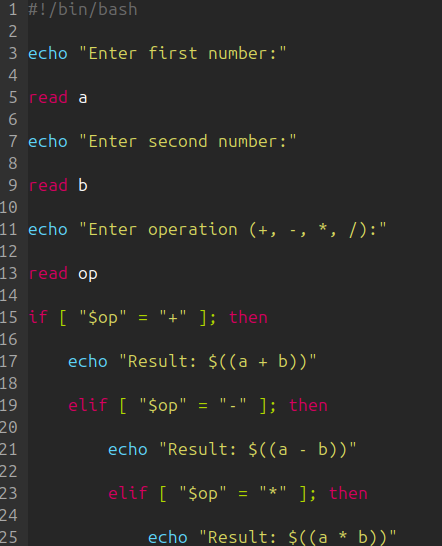 1 #!/bin/bash
2
3 echo "Enter first number:"
4
5 read a
6
7 echo "Enter second number:"
8
9 read b
10
11 echo "Enter operation (+, -, *, /):"
12
13 read op
14
15 if [ "$op" = "+" ]; then
16
17     echo "Result: $((a + b))"
18
19     elif [ "$op" = "-" ]; then
20
21         echo "Result: $((a - b))"
22
23         elif [ "$op" = "*" ]; then
24
25             echo "Result: $((a * b))"